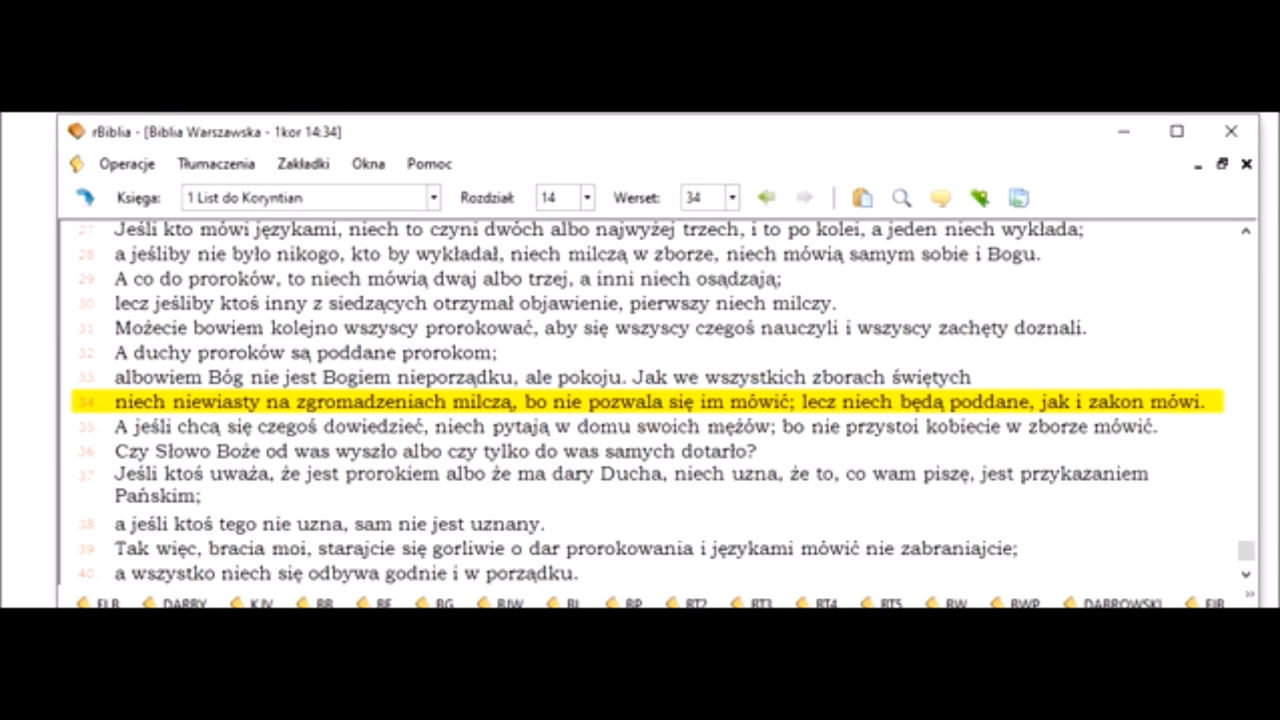 rBiblia - [Biblia Warszawska - 1kor 14:34]
Operacje Tłumaczenia Zakładki Okna Pomoc
Księga: 1 List do Koryntian Rozdział: 14 Werset: 34
27 Jeśli kto mówi językami, niech to czyni dwóch albo najwyżej trzech, i to po kolei, a jeden niech wykłada;
28 a jeśliby nie było nikogo, kto by wykładał, niech milczą w zborze, niech mówią samym sobie i Bogu.
29 A co do proroków, to niech mówią dwaj albo trzej, a inni niech osądzają;
30 lecz jeśliby ktoś inny z siedzących otrzymał objawienie, pierwszy niech milczy.
31 Możecie bowiem kolejno wszyscy prorokować, aby się wszyscy czegoś nauczyli i wszyscy zachęty doznali.
32 A duchy proroków są poddane prorokom;
33 albowiem Bóg nie jest Bogiem nieporządku, ale pokoju. Jak we wszystkich zborach świętych
34 niech niewiasty na zgromadzeniach milczą, bo nie pozwala się im mówić; lecz niech będą poddane, jak i zakon mówi.
35 A jeśli chcą się czegoś dowiedzieć, niech pytają w domu swoich mężów; bo nie przystoi kobiecie w zborze mówić.
36 Czy Słowo Boże od was wyszło albo czy tylko do was samych dotarło?
37 Jeśli ktoś uważa, że jest prorokiem albo że ma dary Ducha, niech uzna, że to, co wam piszę, jest przykazaniem
Pańskim;
38 a jeśli ktoś tego nie uzna, sam nie jest uznany.
39 Tak więc, bracia moi, starajcie się gorliwie o dar prorokowania i językami mówić nie zabraniajcie;
40 a wszystko niech się odbywa godnie i w porządku.
FLB DARBY KJV BB BE BG BJW BL BP BT2 BT3 BT4 BT5 BW BWP DĄBROWSKI EIB